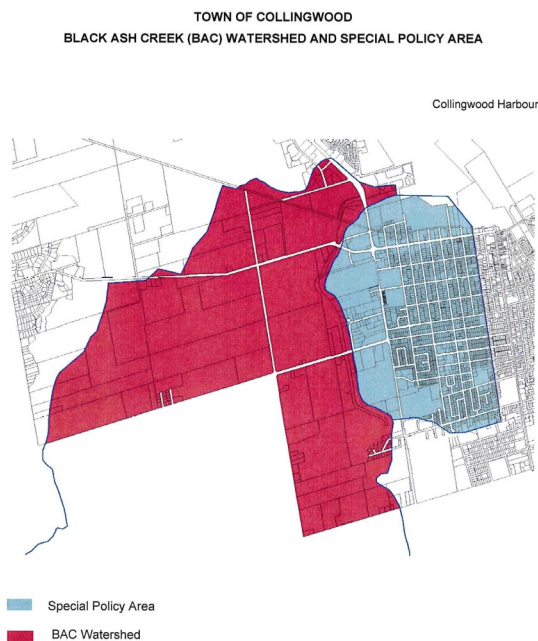 TOWN OF COLLINGWOOD
BLACK ASH CREEK (BAC) WATERSHED AND SPECIAL POLICY AREA
Collingwood Harbour
Special Policy Area
BAC Watershed